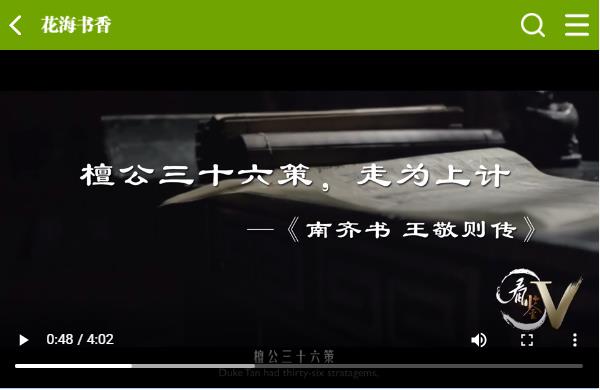 花海书香
檀公三十六策，走为上计
—《南齐书 王敬则传》
看鉴
V
0:48 / 4:02
檀公三十六策
Duke Tan had thirty-six stratagems,